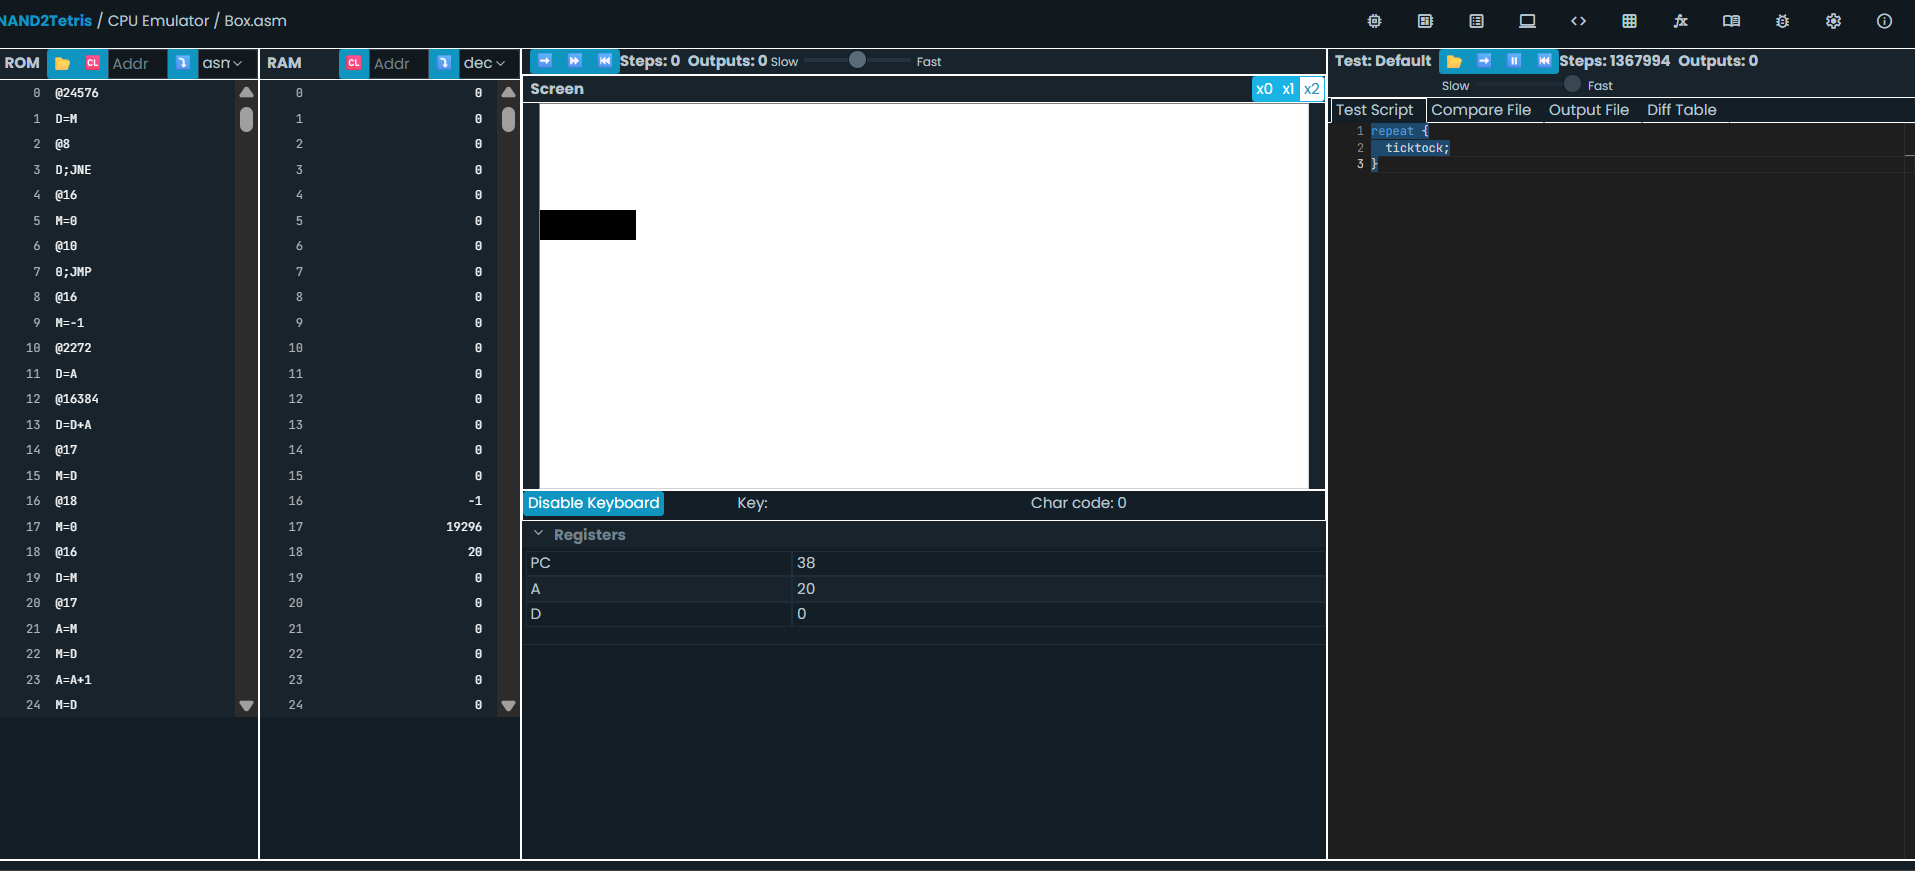 NAND2Tetris / CPU Emulator / Box.asm
ROM CL Addr asm
0 @24576
1 D=M
2 @8
3 D;JNE
4 @16
5 M=0
6 @10
7 0;JMP
8 @16
9 M=-1
10 @2272
11 D=A
12 @16384
13 D=D+A
14 @17
15 M=D
16 @18
17 M=0
18 @16
19 D=M
20 @17
21 A=M
22 M=D
23 A=A+1
24 M=D
RAM CL Addr dec
0 0
1 0
2 0
3 0
4 0
5 0
6 0
7 0
8 0
9 0
10 0
11 0
12 0
13 0
14 0
15 0
16 -1
17 19296
18 20
19 0
20 0
21 0
22 0
23 0
24 0
Steps: 0 Outputs: 0 Slow Fast
Screen x0 x1 x2
Disable Keyboard Key: Char code: 0
Registers
PC 38
A 20
D 0
Test: Default Steps: 1367994 Outputs: 0
Slow Fast
Test Script Compare File Output File Diff Table
1 repeat {
2 ticktock;
3 }